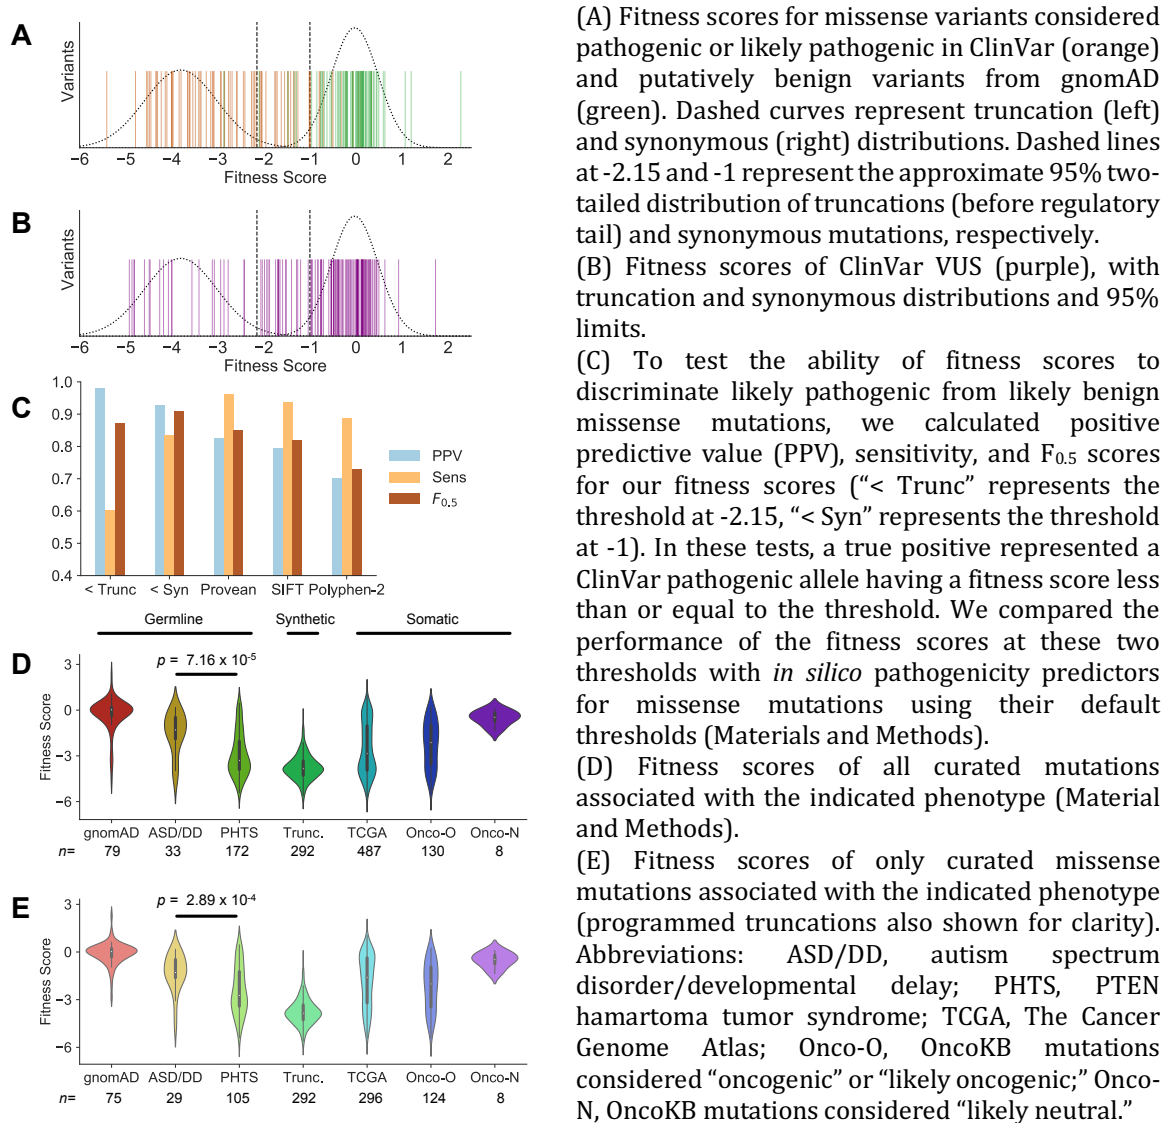 A
Variants
−6 −5 −4 −3 −2 −1 0 1 2
Fitness Score
B
Variants
−6 −5 −4 −3 −2 −1 0 1 2
Fitness Score
C
1.0
0.9
0.8
0.7
0.6
0.5
0.4
PPV
Sens
F0.5
< Trunc < Syn Provean SIFT Polyphen-2
Germline Synthetic Somatic
D
p = 7.16 x 10-5
Fitness Score
3
0
−3
−6
gnomAD ASD/DD PHTS Trunc. TCGA Onco-O Onco-N
n= 79 33 172 292 487 130 8
E
p = 2.89 x 10-4
Fitness Score
3
0
−3
−6
gnomAD ASD/DD PHTS Trunc. TCGA Onco-O Onco-N
n= 75 29 105 292 296 124 8
(A) Fitness scores for missense variants considered
pathogenic or likely pathogenic in ClinVar (orange)
and putatively benign variants from gnomAD
(green). Dashed curves represent truncation (left)
and synonymous (right) distributions. Dashed lines
at -2.15 and -1 represent the approximate 95% two-
tailed distribution of truncations (before regulatory
tail) and synonymous mutations, respectively.
(B) Fitness scores of ClinVar VUS (purple), with
truncation and synonymous distributions and 95%
limits.
(C) To test the ability of fitness scores to
discriminate likely pathogenic from likely benign
missense mutations, we calculated positive
predictive value (PPV), sensitivity, and F0.5 scores
for our fitness scores (“< Trunc” represents the
threshold at -2.15, “< Syn” represents the threshold
at -1). In these tests, a true positive represented a
ClinVar pathogenic allele having a fitness score less
than or equal to the threshold. We compared the
performance of the fitness scores at these two
thresholds with in silico pathogenicity predictors
for missense mutations using their default
thresholds (Materials and Methods).
(D) Fitness scores of all curated mutations
associated with the indicated phenotype (Material
and Methods).
(E) Fitness scores of only curated missense
mutations associated with the indicated phenotype
(programmed truncations also shown for clarity).
Abbreviations: ASD/DD, autism spectrum
disorder/developmental delay; PHTS, PTEN
hamartoma tumor syndrome; TCGA, The Cancer
Genome Atlas; Onco-O, OncoKB mutations
considered “oncogenic” or “likely oncogenic;” Onco-
N, OncoKB mutations considered “likely neutral.”